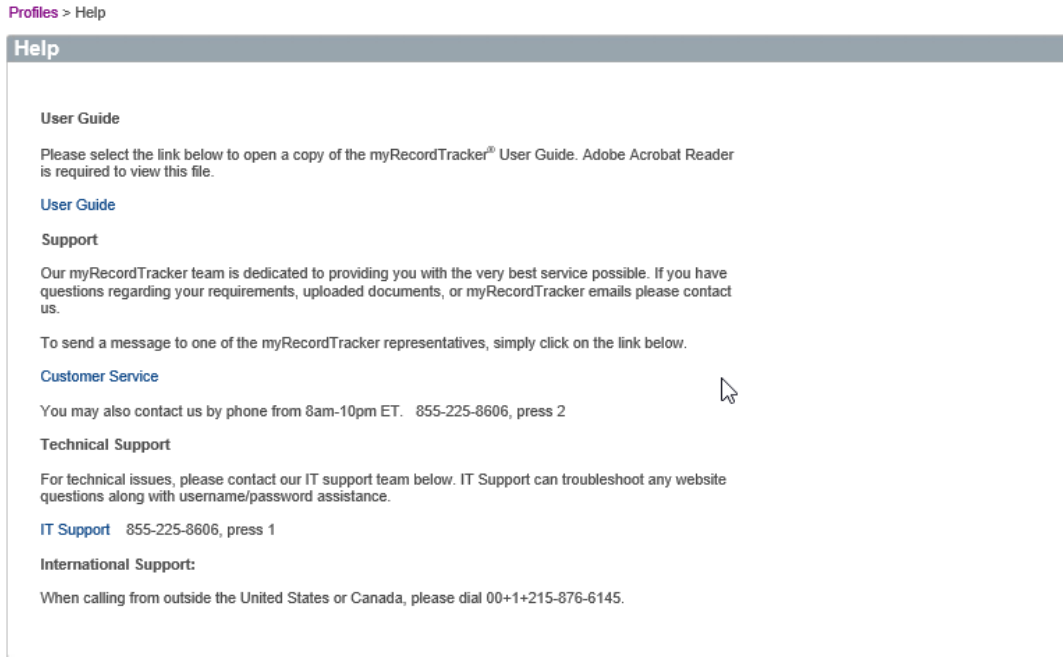 Profiles > Help
Help
User Guide
Please select the link below to open a copy of the myRecordTracker® User Guide. Adobe Acrobat Reader
is required to view this file.
User Guide
Support
Our myRecordTracker team is dedicated to providing you with the very best service possible. If you have
questions regarding your requirements, uploaded documents, or myRecordTracker emails please contact
us.
To send a message to one of the myRecordTracker representatives, simply click on the link below.
Customer Service
You may also contact us by phone from 8am-10pm ET. 855-225-8606, press 2
Technical Support
For technical issues, please contact our IT support team below. IT Support can troubleshoot any website
questions along with username/password assistance.
IT Support 855-225-8606, press 1
International Support:
When calling from outside the United States or Canada, please dial 00+1+215-876-6145.